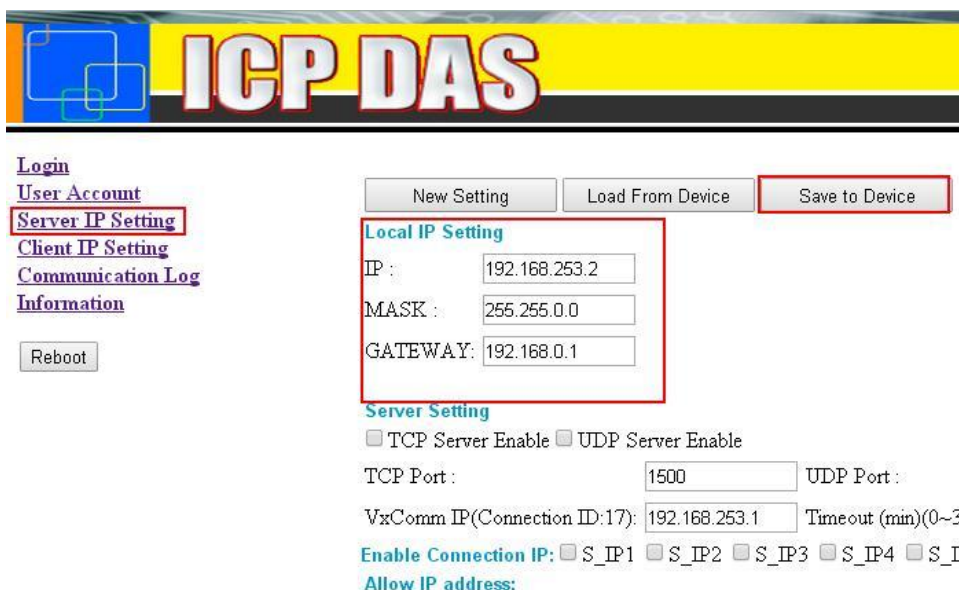 ICP DAS
Login
User Account
Server IP Setting
Client IP Setting
Communication Log
Information
Reboot
New Setting Load From Device Save to Device
Local IP Setting
IP : 192.168.253.2
MASK : 255.255.0.0
GATEWAY: 192.168.0.1
Server Setting
TCP Server Enable UDP Server Enable
TCP Port : 1500 UDP Port :
VxComm IP(Connection ID:17): 192.168.253.1 Timeout (min)(0~3
Enable Connection IP: S_IP1 S_IP2 S_IP3 S_IP4 S_I
Allow IP address: